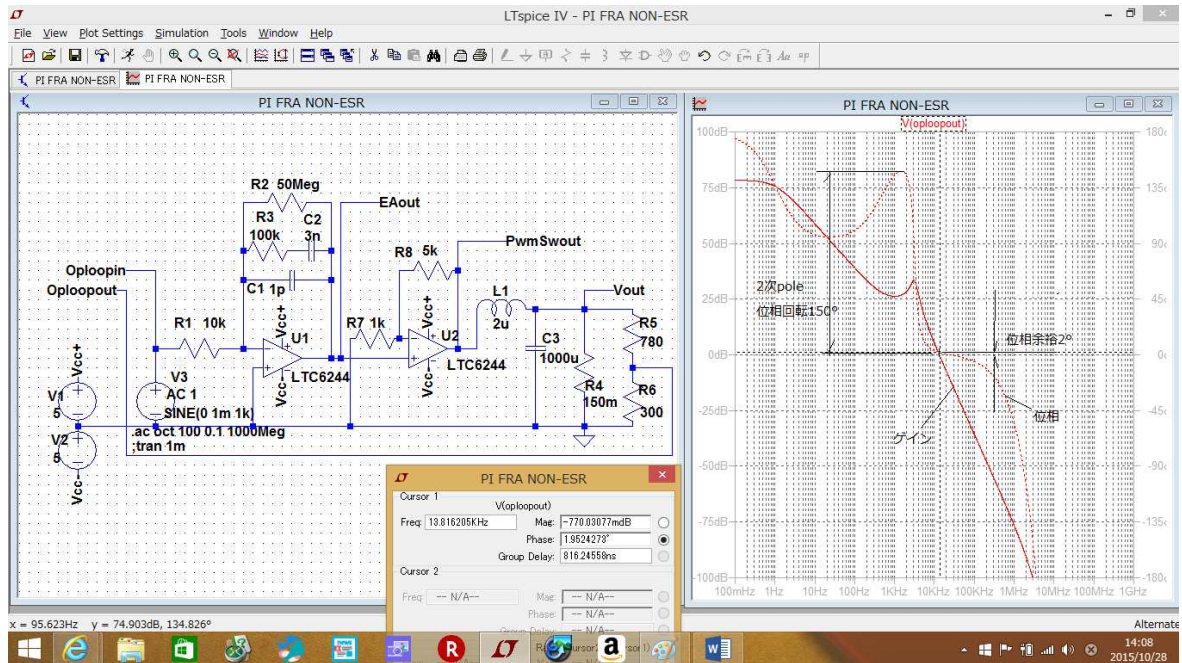 LTspice IV - PI FRA NON-ESR
File View Plot Settings Simulation Tools Window Help
PI FRA NON-ESR
PI FRA NON-ESR
PI FRA NON-ESR
R2 50Meg
R3
100k
C2
3n
C1 1p
EAout
Oploopin
Oploopout
R1 10k
Vcc+
U1
Vcc-
LTC6244
R8 5k
PwmSwout
R7 1k
Vcc+
U2
Vcc-
LTC6244
L1
2u
Vout
C3
1000u
R4
150m
R5
780
R6
300
Vcc+
V1
5
V2
5
Vcc-
V3
AC 1
SINE(0 1m 1k)
.ac oct 100 0.1 1000Meg
;tran 1m
PI FRA NON-ESR
V(oploopout)
100dB
75dB
50dB
25dB
0dB
-25dB
-50dB
-75dB
-100dB
135
90
45
0
-45
-90
-135
100mHz 1Hz 10Hz 100Hz 1KHz 10KHz 100KHz 1MHz 10MHz 100MHz 1GHz
2次pole
位相回転150º
位相余裕2º
位相
ゲイン
PI FRA NON-ESR
Cursor 1
V(oploopout)
Freq: 13.816205KHz Mag: -770.03077mdB
Phase: 1.9524273°
Group Delay: 816.24558ns
Cursor 2
Freq: -- N/A-- Mag: -- N/A--
Phase: -- N/A--
x = 95.623Hz y = 74.903dB, 134.826º
Alternate
14:08
2015/10/28